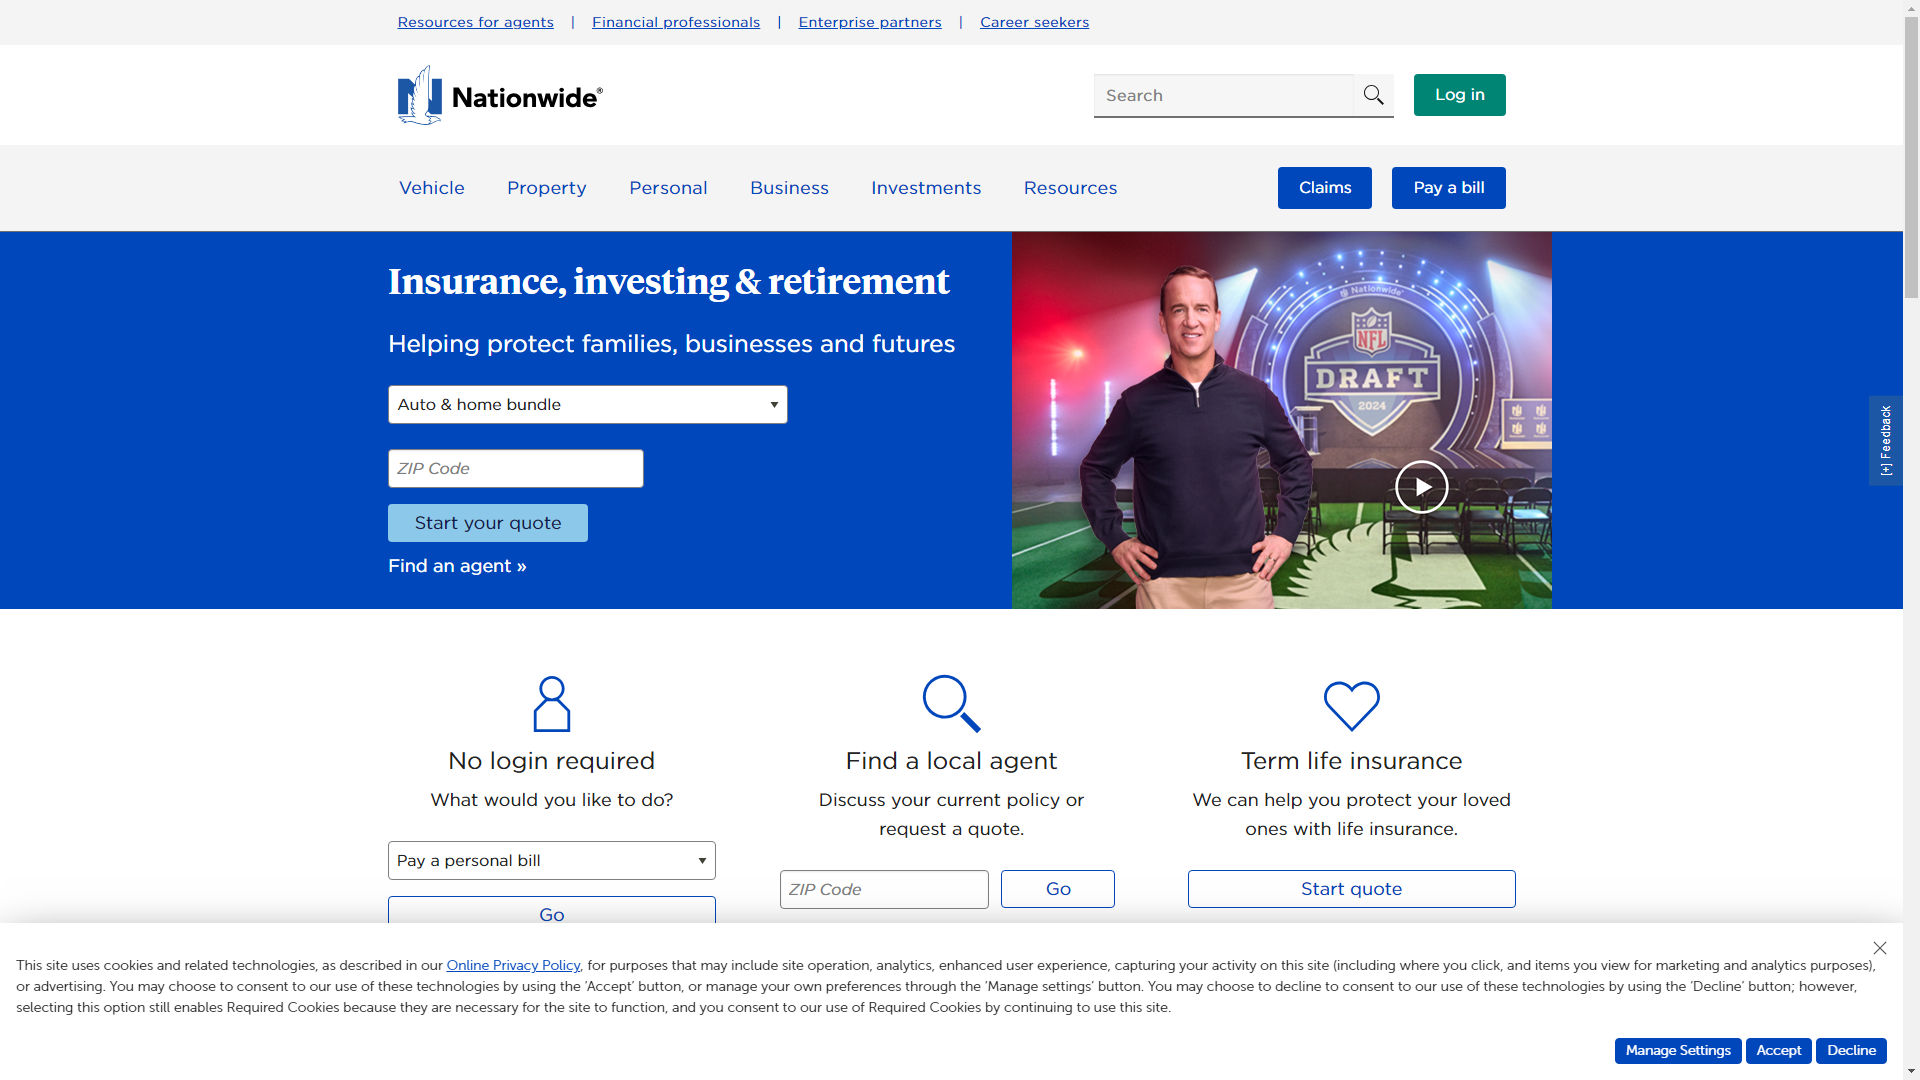 Resources for agents | Financial professionals | Enterprise partners | Career seekers
Nationwide®
Search
Log in
Vehicle Property Personal Business Investments Resources
Claims
Pay a bill
Insurance, investing & retirement
Helping protect families, businesses and futures
Auto & home bundle
ZIP Code
Start your quote
Find an agent »
Nationwide®
NFL
DRAFT
2024
[+] Feedback
No login required
What would you like to do?
Pay a personal bill
Go
Find a local agent
Discuss your current policy or
request a quote.
ZIP Code
Go
Term life insurance
We can help you protect your loved
ones with life insurance.
Start quote
This site uses cookies and related technologies, as described in our Online Privacy Policy, for purposes that may include site operation, analytics, enhanced user experience, capturing your activity on this site (including where you click, and items you view for marketing and analytics purposes),
or advertising. You may choose to consent to our use of these technologies by using the ‘Accept’ button, or manage your own preferences through the ‘Manage settings’ button. You may choose to decline to consent to our use of these technologies by using the ‘Decline’ button; however,
selecting this option still enables Required Cookies because they are necessary for the site to function, and you consent to our use of Required Cookies by continuing to use this site.
Manage Settings
Accept
Decline